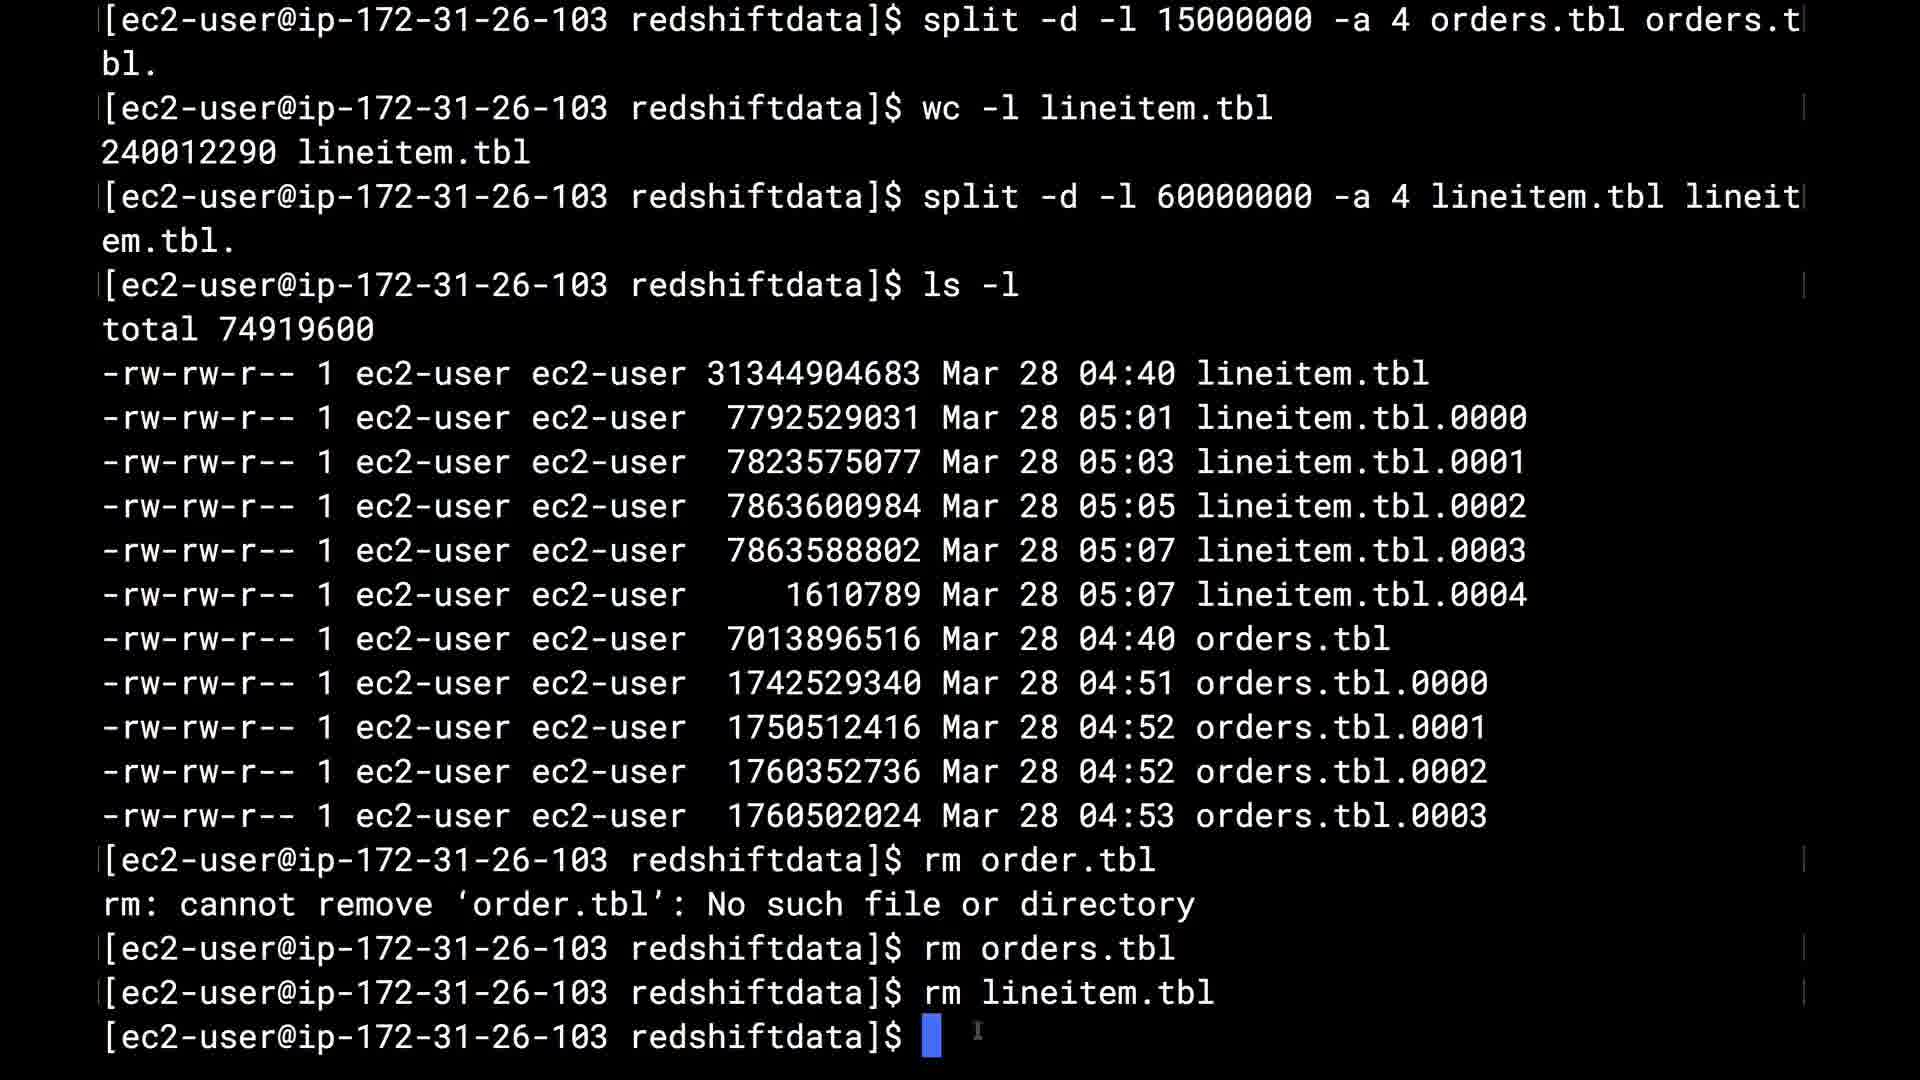 [ec2-user@ip-172-31-26-103 redshiftdata]$ split -d -l 15000000 -a 4 orders.tbl orders.t
bl.
[ec2-user@ip-172-31-26-103 redshiftdata]$ wc -l lineitem.tbl
240012290 lineitem.tbl
[ec2-user@ip-172-31-26-103 redshiftdata]$ split -d -l 60000000 -a 4 lineitem.tbl lineit
em.tbl.
[ec2-user@ip-172-31-26-103 redshiftdata]$ ls -l
total 74919600
-rw-rw-r-- 1 ec2-user ec2-user 31344904683 Mar 28 04:40 lineitem.tbl
-rw-rw-r-- 1 ec2-user ec2-user  7792529031 Mar 28 05:01 lineitem.tbl.0000
-rw-rw-r-- 1 ec2-user ec2-user  7823575077 Mar 28 05:03 lineitem.tbl.0001
-rw-rw-r-- 1 ec2-user ec2-user  7863600984 Mar 28 05:05 lineitem.tbl.0002
-rw-rw-r-- 1 ec2-user ec2-user  7863588802 Mar 28 05:07 lineitem.tbl.0003
-rw-rw-r-- 1 ec2-user ec2-user     1610789 Mar 28 05:07 lineitem.tbl.0004
-rw-rw-r-- 1 ec2-user ec2-user  7013896516 Mar 28 04:40 orders.tbl
-rw-rw-r-- 1 ec2-user ec2-user  1742529340 Mar 28 04:51 orders.tbl.0000
-rw-rw-r-- 1 ec2-user ec2-user  1750512416 Mar 28 04:52 orders.tbl.0001
-rw-rw-r-- 1 ec2-user ec2-user  1760352736 Mar 28 04:52 orders.tbl.0002
-rw-rw-r-- 1 ec2-user ec2-user  1760502024 Mar 28 04:53 orders.tbl.0003
[ec2-user@ip-172-31-26-103 redshiftdata]$ rm order.tbl
rm: cannot remove ‘order.tbl’: No such file or directory
[ec2-user@ip-172-31-26-103 redshiftdata]$ rm orders.tbl
[ec2-user@ip-172-31-26-103 redshiftdata]$ rm lineitem.tbl
[ec2-user@ip-172-31-26-103 redshiftdata]$